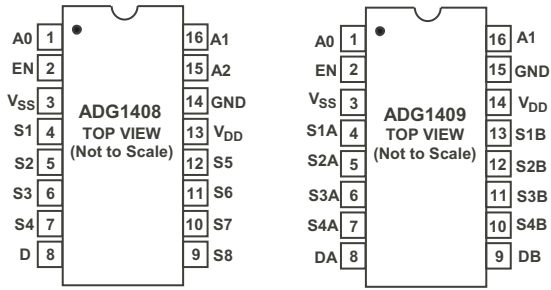 A0 1 16 A1
EN 2 15 A2
VSS 3 14 GND
S1 4 13 VDD
S2 5 12 S5
S3 6 11 S6
S4 7 10 S7
D 8 9 S8
ADG1408
TOP VIEW
(Not to Scale)
A0 1 16 A1
EN 2 15 GND
VSS 3 14 VDD
S1A 4 13 S1B
S2A 5 12 S2B
S3A 6 11 S3B
S4A 7 10 S4B
DA 8 9 DB
ADG1409
TOP VIEW
(Not to Scale)